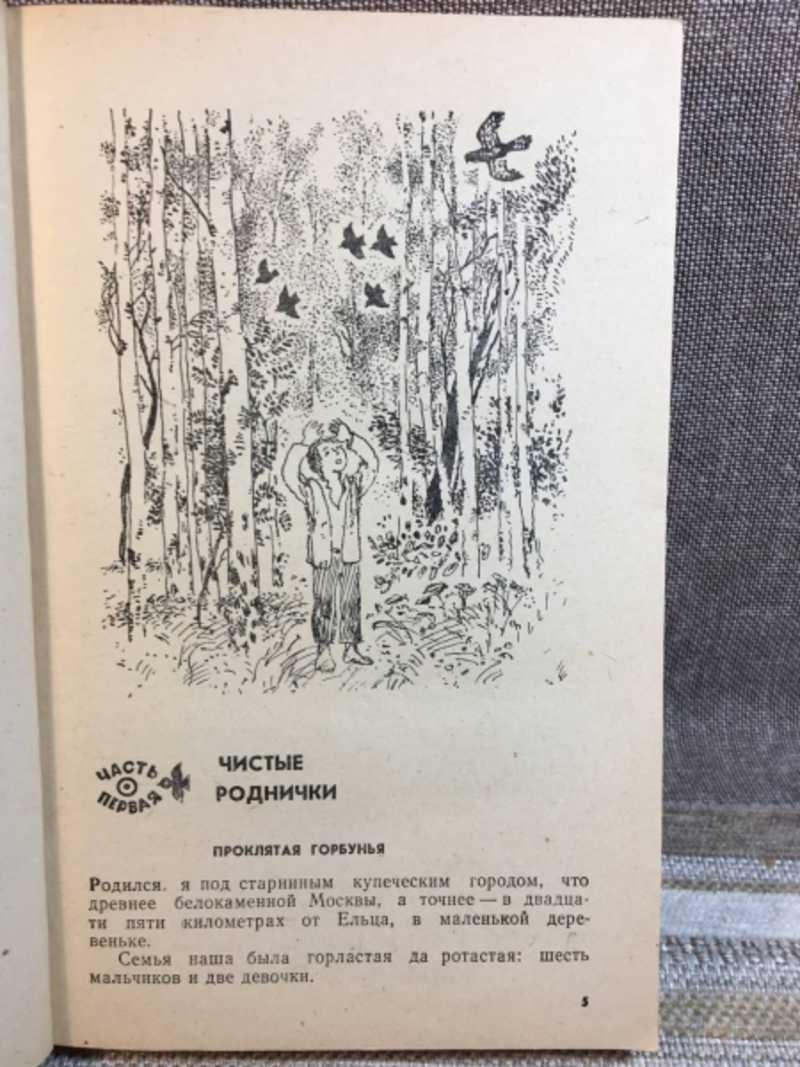 ЧАСТЬ
ПЕРВАЯ
ЧИСТЫЕ
РОДНИЧКИ
ПРОКЛЯТАЯ ГОРБУНЬЯ
Родился я под старинным купеческим городом, что
древнее белокаменной Москвы, а точнее — в двадца-
ти пяти километрах от Ельца, в маленькой дере-
веньке.
Семья наша была горластая да ротастая: шесть
мальчиков и две девочки.
5